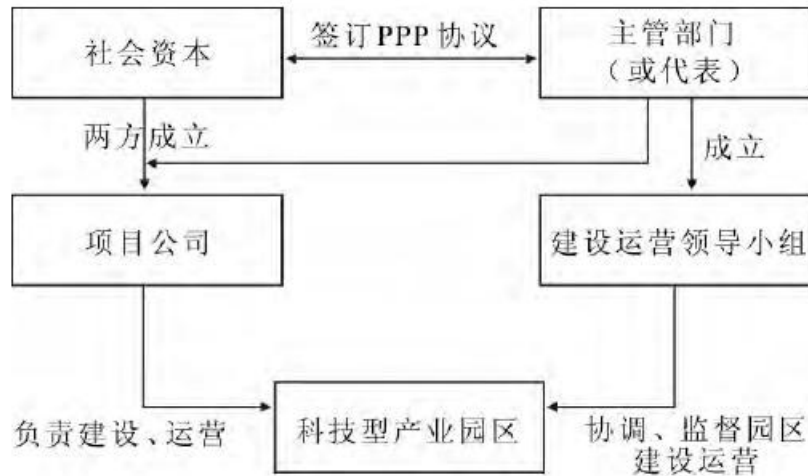 社会资本
签订PPP协议
主管部门
（或代表）
两方成立
成立
项目公司
建设运营领导小组
负责建设、运营
科技型产业园区
协调、监督园区
建设运营